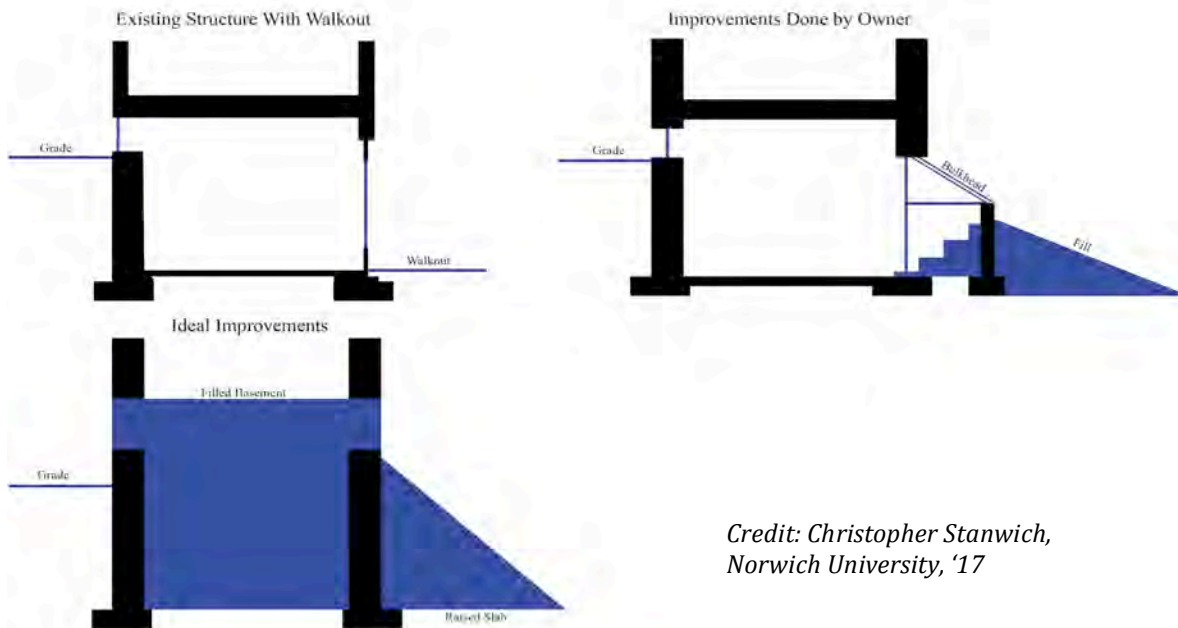 Existing Structure With Walkout
Grade
Walkout
Improvements Done by Owner
Grade
Bulkhead
Fill
Ideal Improvements
Filled Basement
Grade
Raised Slab
Credit: Christopher Stanwich,
Norwich University, ‘17